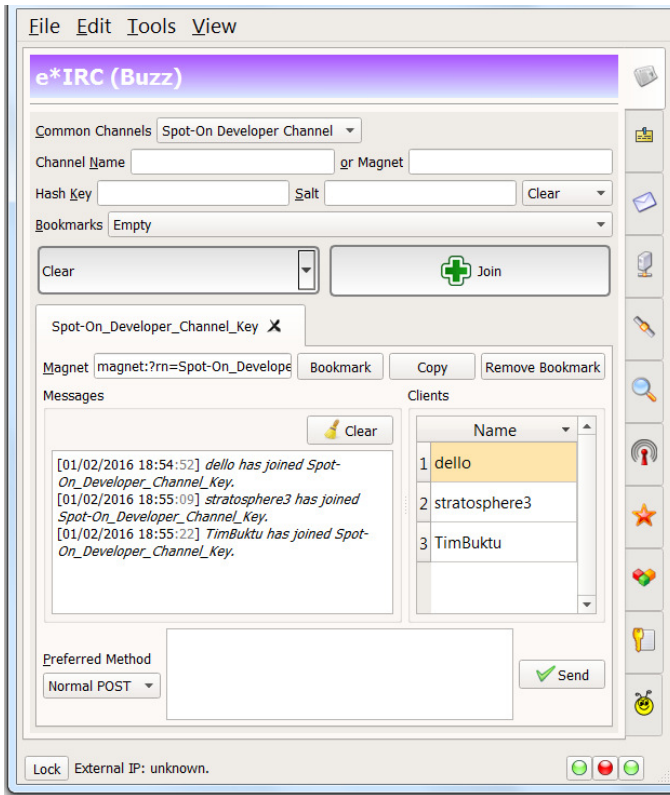 File Edit Tools View
e*IRC (Buzz)
Common Channels Spot-On Developer Channel
Channel Name or Magnet
Hash Key Salt Clear
Bookmarks Empty
Clear Join
Spot-On_Developer_Channel_Key
Magnet magnet:?rn=Spot-On_Develope Bookmark Copy Remove Bookmark
Messages Clients
Clear Name
[01/02/2016 18:54:52] dello has joined Spot-
On_Developer_Channel_Key.
[01/02/2016 18:55:09] stratosphere3 has joined
Spot-On_Developer_Channel_Key.
[01/02/2016 18:55:22] TimBuktu has joined Spot-
On_Developer_Channel_Key.
1 dello
2 stratosphere3
3 TimBuktu
Preferred Method
Normal POST Send
Lock External IP: unknown.